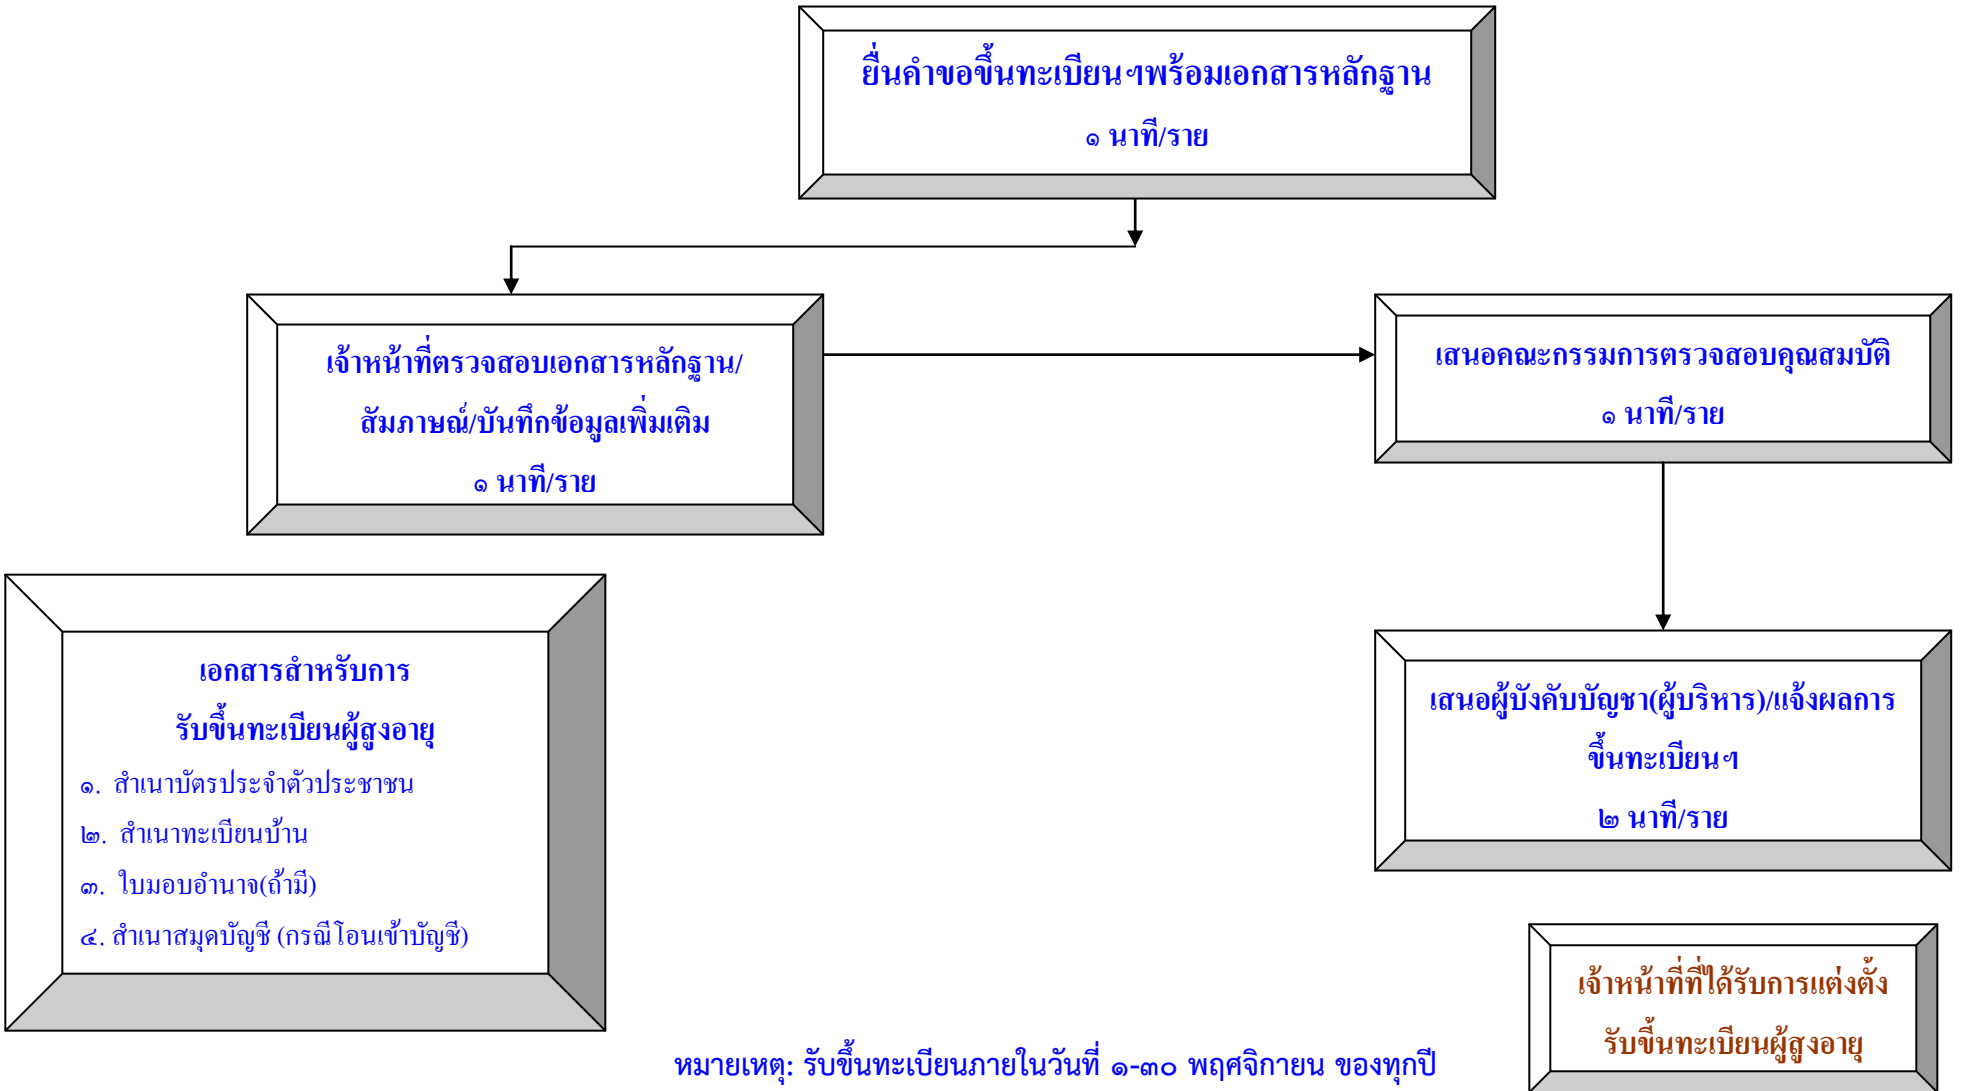 ยื่นคำขอขึ้นทะเบียนฯพร้อมเอกสารหลักฐาน
๑ นาที/ราย
เจ้าหน้าที่ตรวจสอบเอกสารหลักฐาน/
สัมภาษณ์/บันทึกข้อมูลเพิ่มเติม
๑ นาที/ราย
เสนอคณะกรรมการตรวจสอบคุณสมบัติ
๑ นาที/ราย
เอกสารสำหรับการ
รับขึ้นทะเบียนผู้สูงอายุ
๑. สำเนาบัตรประจำตัวประชาชน
๒. สำเนาทะเบียนบ้าน
๓. ใบมอบอำนาจ(ถ้ามี)
๔. สำเนาสมุดบัญชี (กรณีโอนเข้าบัญชี)
เสนอผู้บังคับบัญชา(ผู้บริหาร)/แจ้งผลการ
ขึ้นทะเบียนฯ
๒ นาที/ราย
เจ้าหน้าที่ที่ได้รับการแต่งตั้ง
รับขี้นทะเบียนผู้สูงอายุ
หมายเหตุ: รับขึ้นทะเบียนภายในวันที่ ๑-๓๐ พฤศจิกายน ของทุกปี